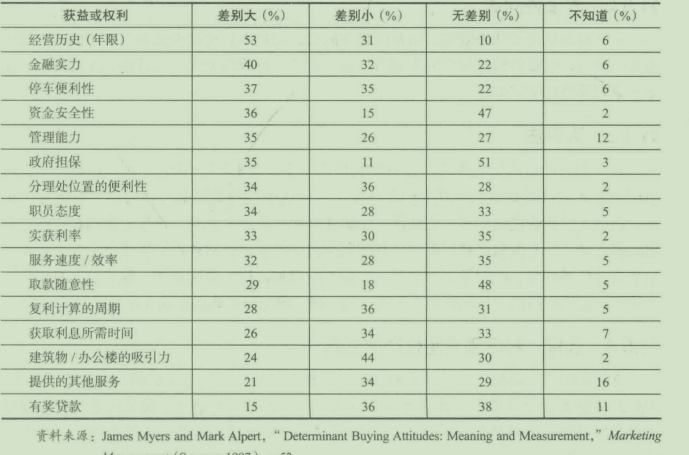 获益或权利 差别大（%） 差别小（%） 无差别（%） 不知道（%）
经营历史（年限） 53 31 10 6
金融实力 40 32 22 6
停车便利性 37 35 22 6
资金安全性 36 15 47 2
管理能力 35 26 27 12
政府担保 35 11 51 3
分理处位置的便利性 34 36 28 2
职员态度 34 28 33 5
实获利率 33 30 35 2
服务速度/效率 32 28 35 5
取款随意性 29 18 48 5
复利计算的周期 28 36 31 5
获取利息所需时间 26 34 33 7
建筑物/办公楼的吸引力 24 44 30 2
提供的其他服务 21 34 29 16
有奖贷款 15 36 38 11
资料来源：James Myers and Mark Alpert, “Determinant Buying Attitudes: Meaning and Measurement,” Marketing